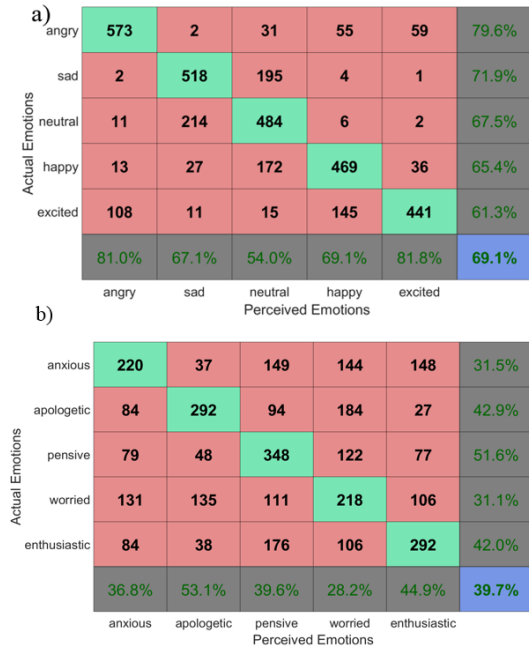 a)
angry 573 2 31 55 59 79.6%
sad 2 518 195 4 1 71.9%
neutral 11 214 484 6 2 67.5%
happy 13 27 172 469 36 65.4%
excited 108 11 15 145 441 61.3%
81.0% 67.1% 54.0% 69.1% 81.8% 69.1%
angry sad neutral happy excited
Perceived Emotions
Actual Emotions
b)
anxious 220 37 149 144 148 31.5%
apologetic 84 292 94 184 27 42.9%
pensive 79 48 348 122 77 51.6%
worried 131 135 111 218 106 31.1%
enthusiastic 84 38 176 106 292 42.0%
36.8% 53.1% 39.6% 28.2% 44.9% 39.7%
anxious apologetic pensive worried enthusiastic
Perceived Emotions
Actual Emotions